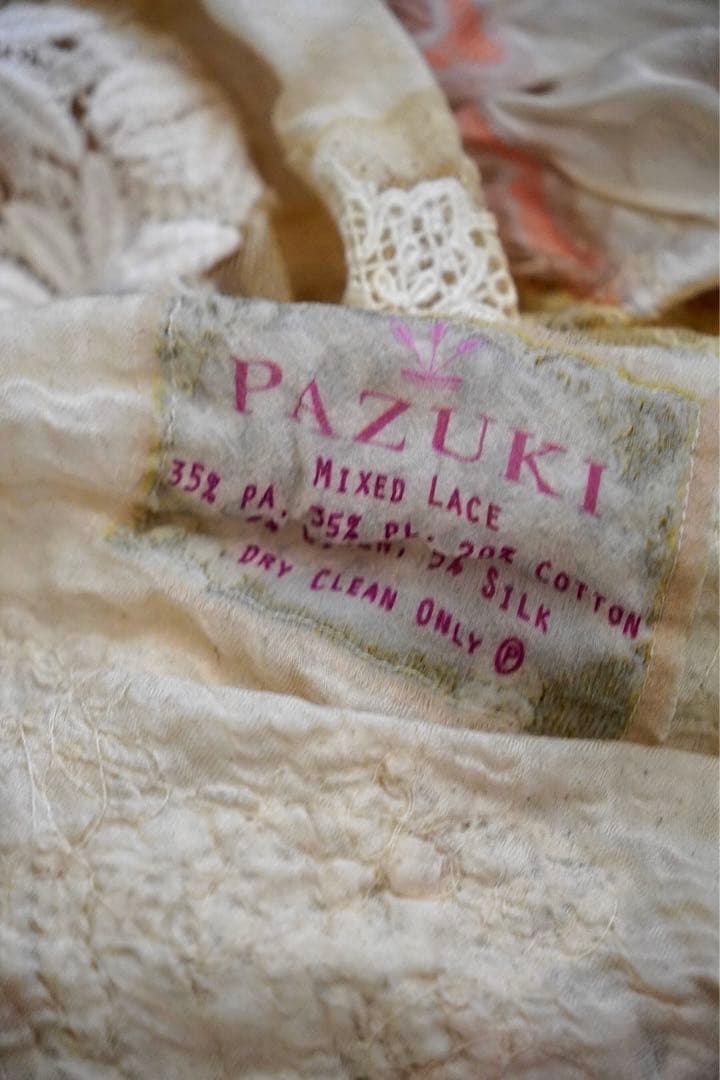 PAZUKI
MIXED LACE
35% PA, 35% PL, 20% COTTON
5% SILK
DRY CLEAN ONLY Ⓟ